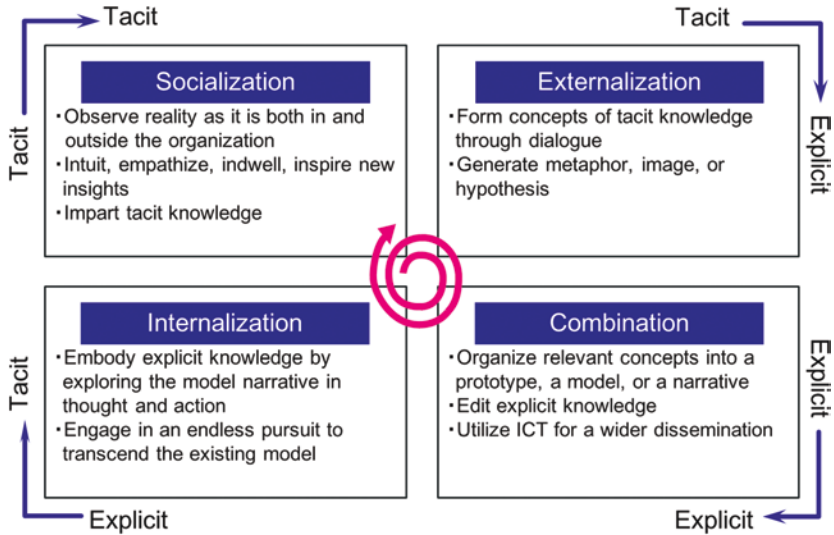 Tacit
Tacit
Socialization
・Observe reality as it is both in and
outside the organization
・Intuit, empathize, indwell, inspire new
insights
・Impart tacit knowledge
Tacit
Explicit
Externalization
・Form concepts of tacit knowledge
through dialogue
・Generate metaphor, image, or
hypothesis
Tacit
Explicit
Internalization
・Embody explicit knowledge by
exploring the model narrative in
thought and action
・Engage in an endless pursuit to
transcend the existing model
Explicit
Explicit
Combination
・Organize relevant concepts into a
prototype, a model, or a narrative
・Edit explicit knowledge
・Utilize ICT for a wider dissemination